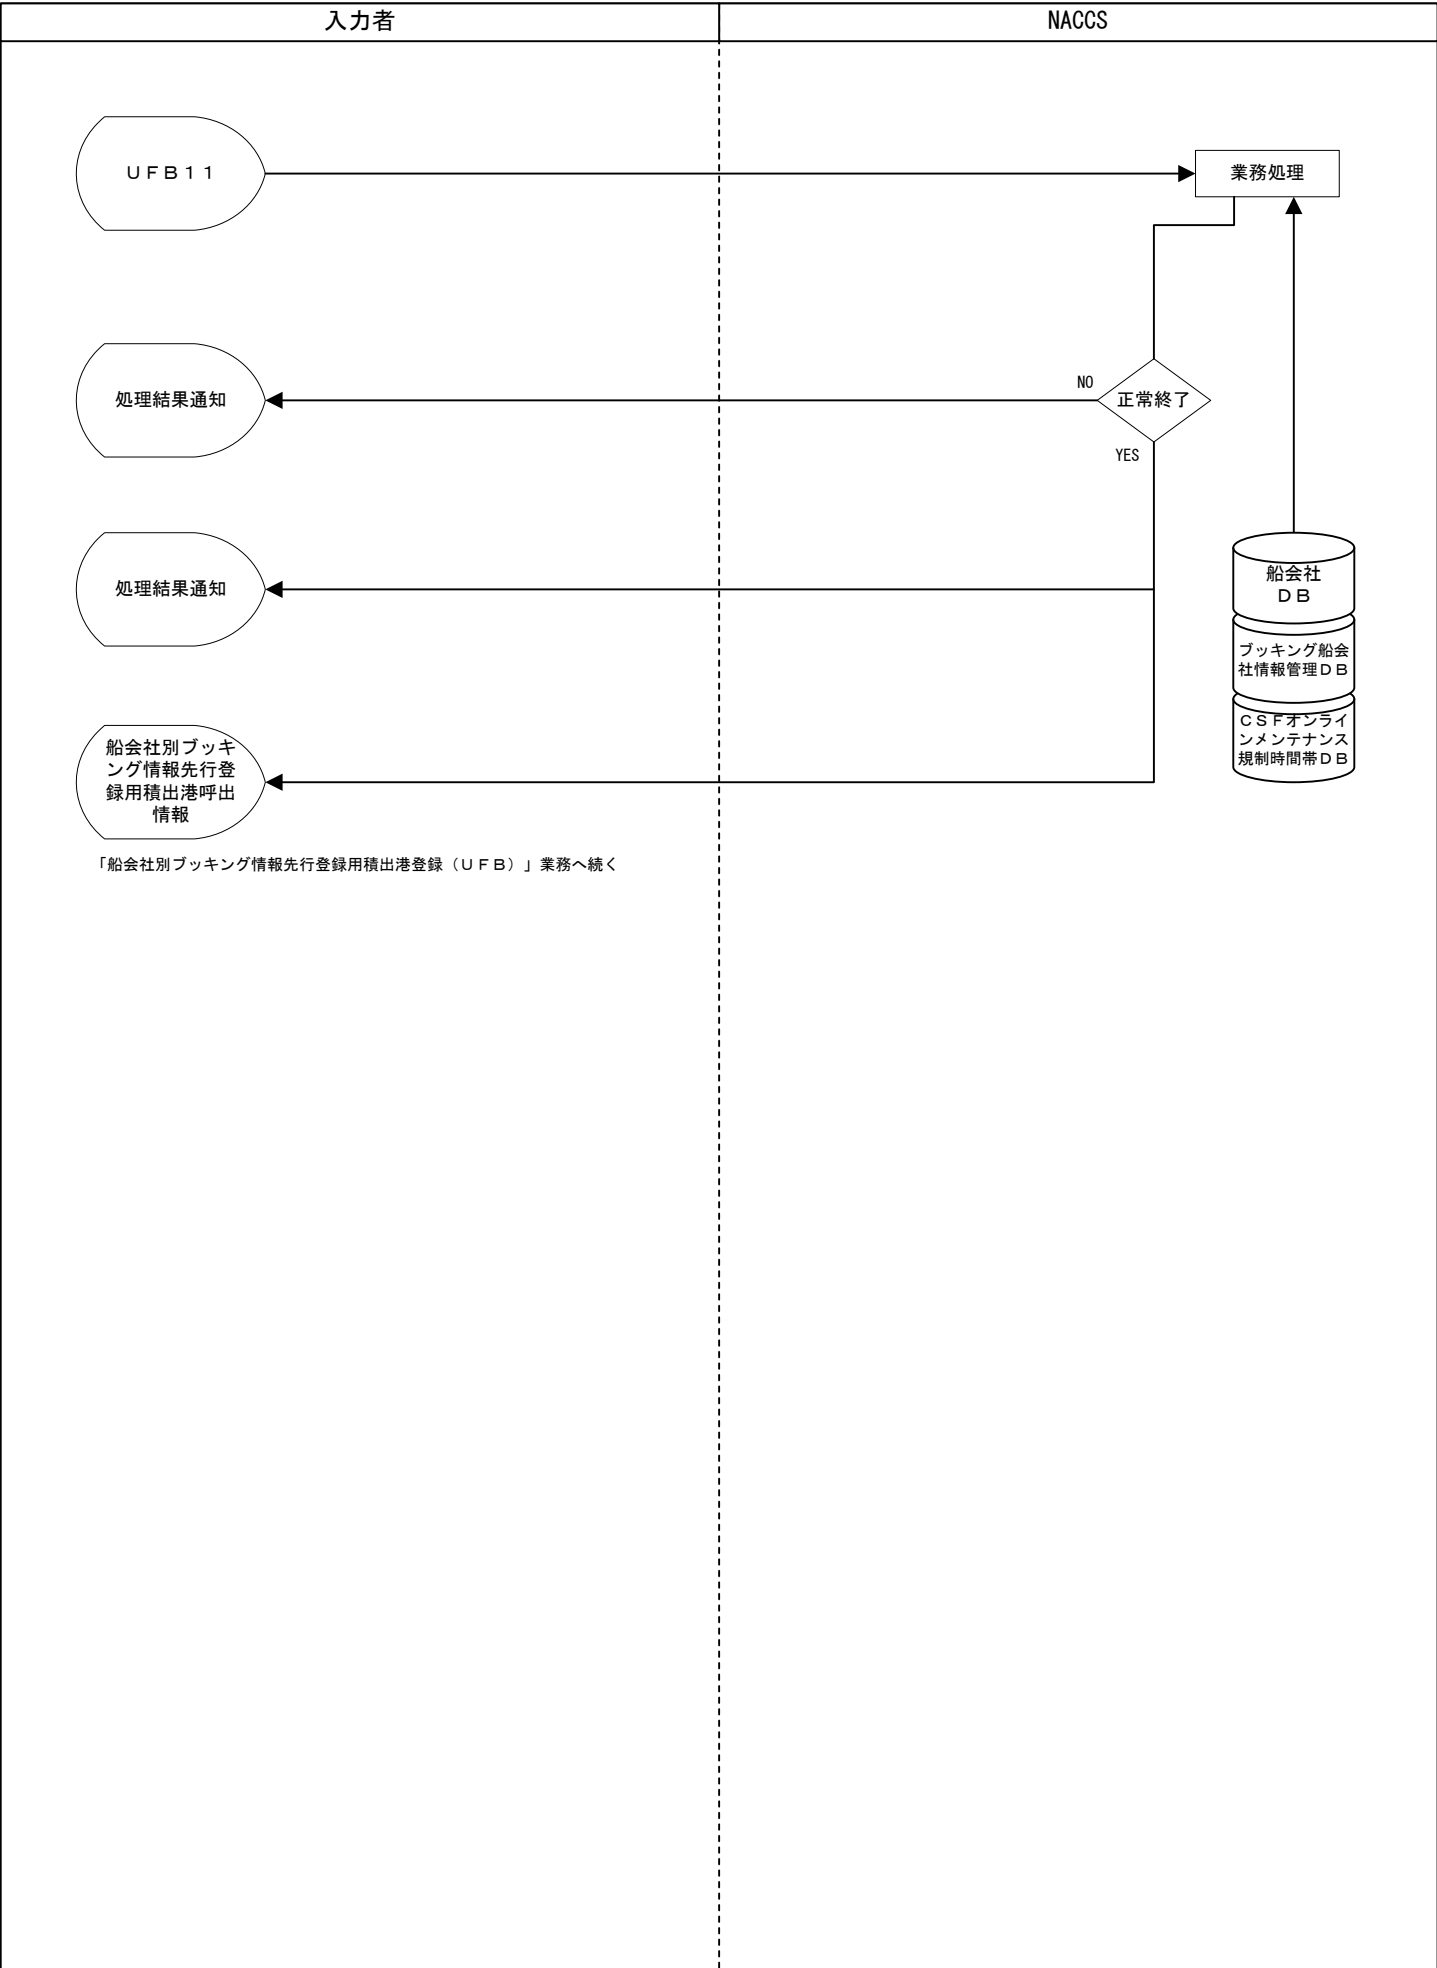 入力者
NACCS
ＵＦＢ１１
業務処理
処理結果通知
NO
正常終了
YES
処理結果通知
船会社
ＤＢ
ブッキング船会
社情報管理ＤＢ
ＣＳＦオンライ
ンメンテナンス
規制時間帯ＤＢ
船会社別ブッキ
ング情報先行登
録用積出港呼出
情報
「船会社別ブッキング情報先行登録用積出港登録（ＵＦＢ）」業務へ続く